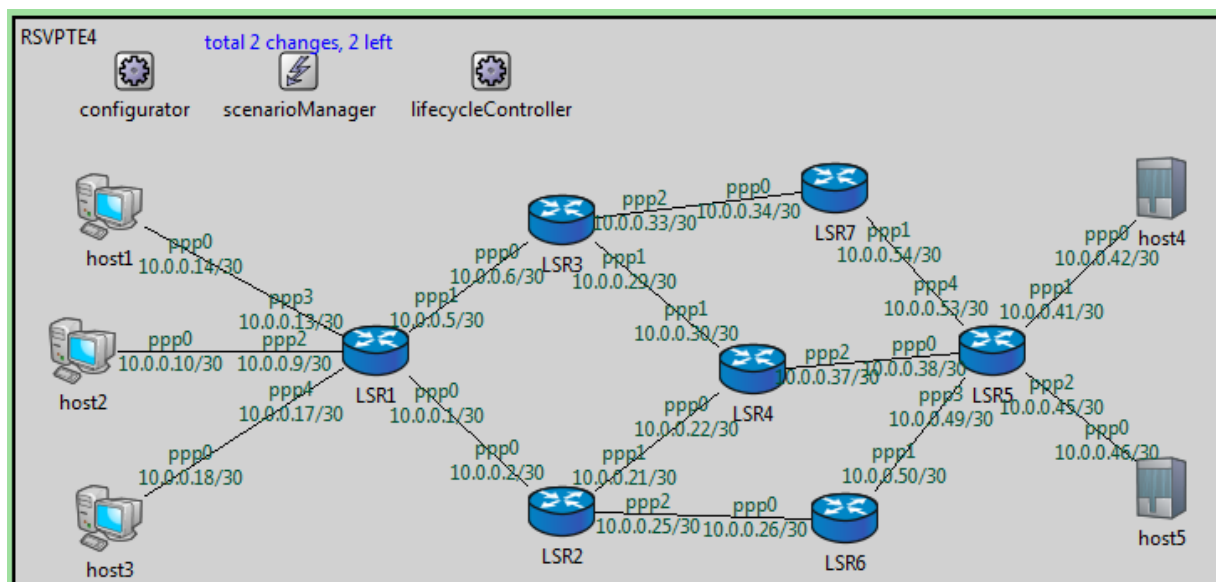 RSVPTE4
total 2 changes, 2 left
configurator
scenarioManager
lifecycleController
host1
ppp0
10.0.0.14/30
ppp3
10.0.0.13/30
host2
ppp0
10.0.0.10/30
ppp2
10.0.0.9/30
host3
ppp0
10.0.0.18/30
ppp4
10.0.0.17/30
LSR1
ppp1
10.0.0.5/30
ppp0
10.0.0.6/30
ppp0
10.0.0.1/30
ppp0
10.0.0.2/30
LSR3
ppp2
10.0.0.33/30
ppp0
10.0.0.34/30
ppp1
10.0.0.29/30
ppp1
10.0.0.30/30
LSR7
ppp1
10.0.0.54/30
ppp4
10.0.0.53/30
LSR4
ppp2
10.0.0.37/30
ppp0
10.0.0.38/30
ppp0
10.0.0.22/30
ppp1
10.0.0.21/30
LSR2
ppp2
10.0.0.25/30
ppp0
10.0.0.26/30
LSR6
ppp1
10.0.0.50/30
ppp3
10.0.0.49/30
LSR5
ppp1
10.0.0.41/30
ppp0
10.0.0.42/30
host4
ppp2
10.0.0.45/30
ppp0
10.0.0.46/30
host5